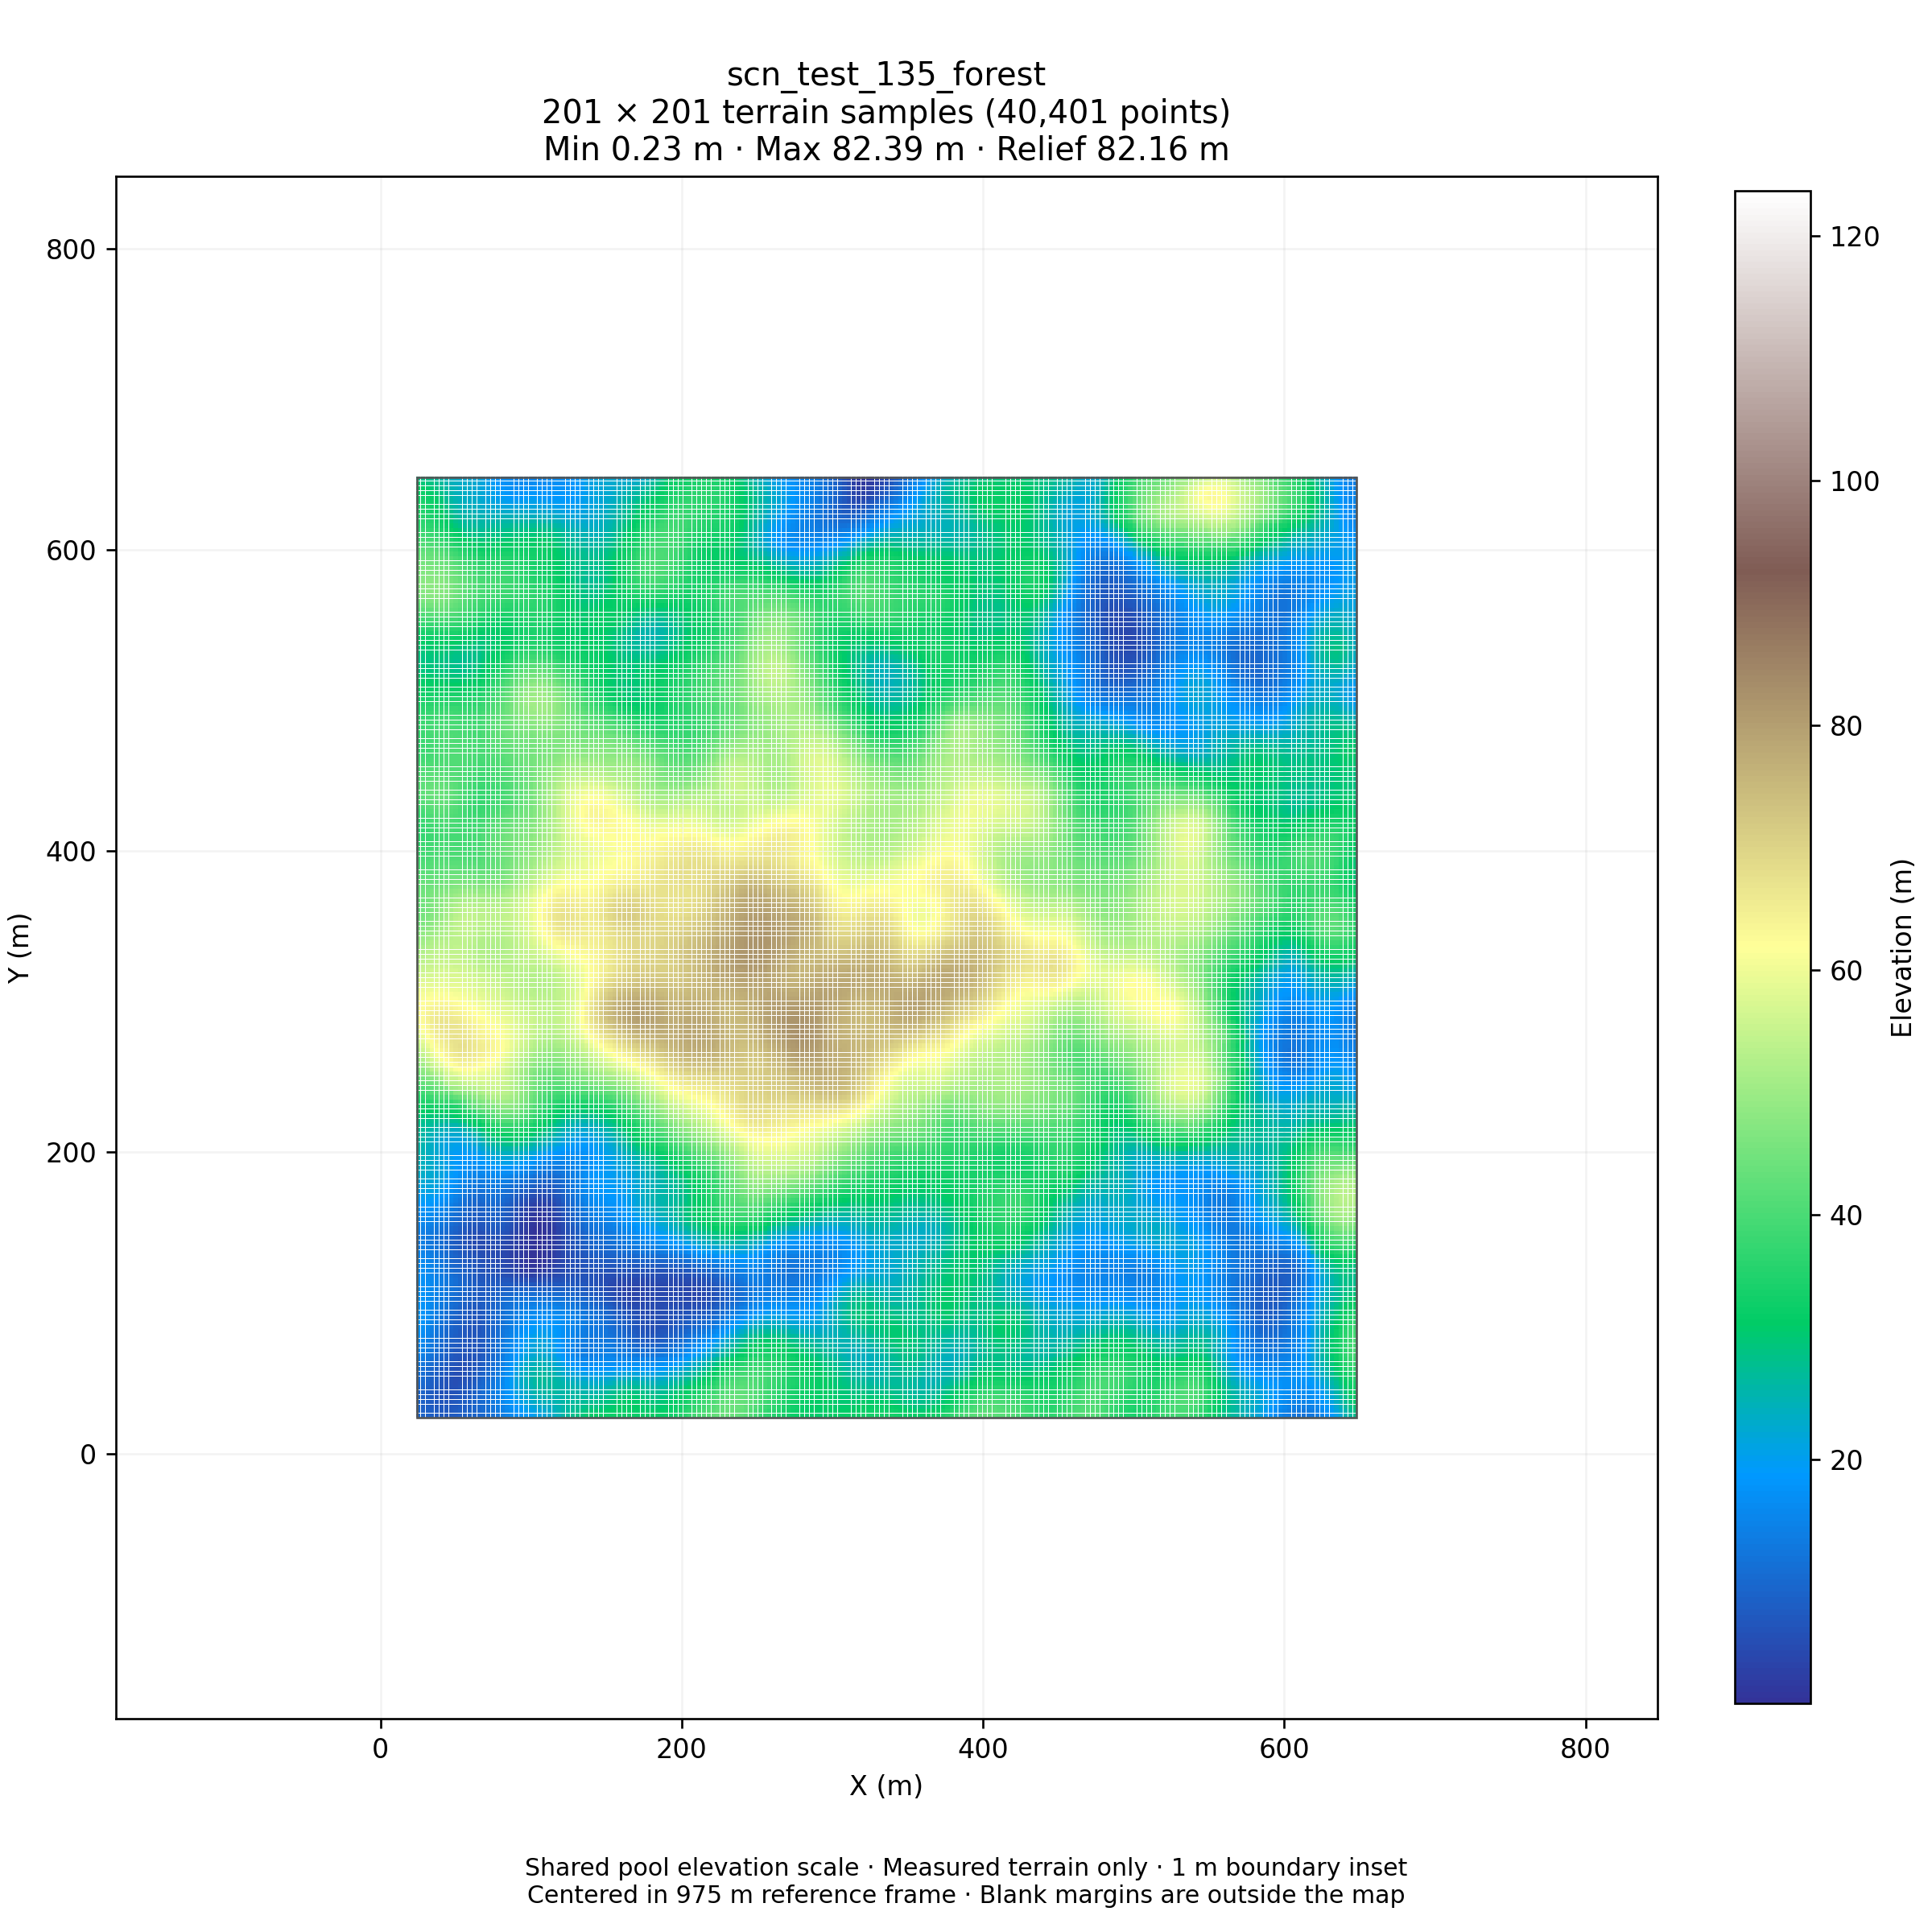 scn_test_135_forest
201 × 201 terrain samples (40,401 points)
Min 0.23 m · Max 82.39 m · Relief 82.16 m
800
600
400
200
0
Y (m)
0
200
400
600
800
X (m)
120
100
80
60
40
20
Elevation (m)
Shared pool elevation scale · Measured terrain only · 1 m boundary inset
Centered in 975 m reference frame · Blank margins are outside the map